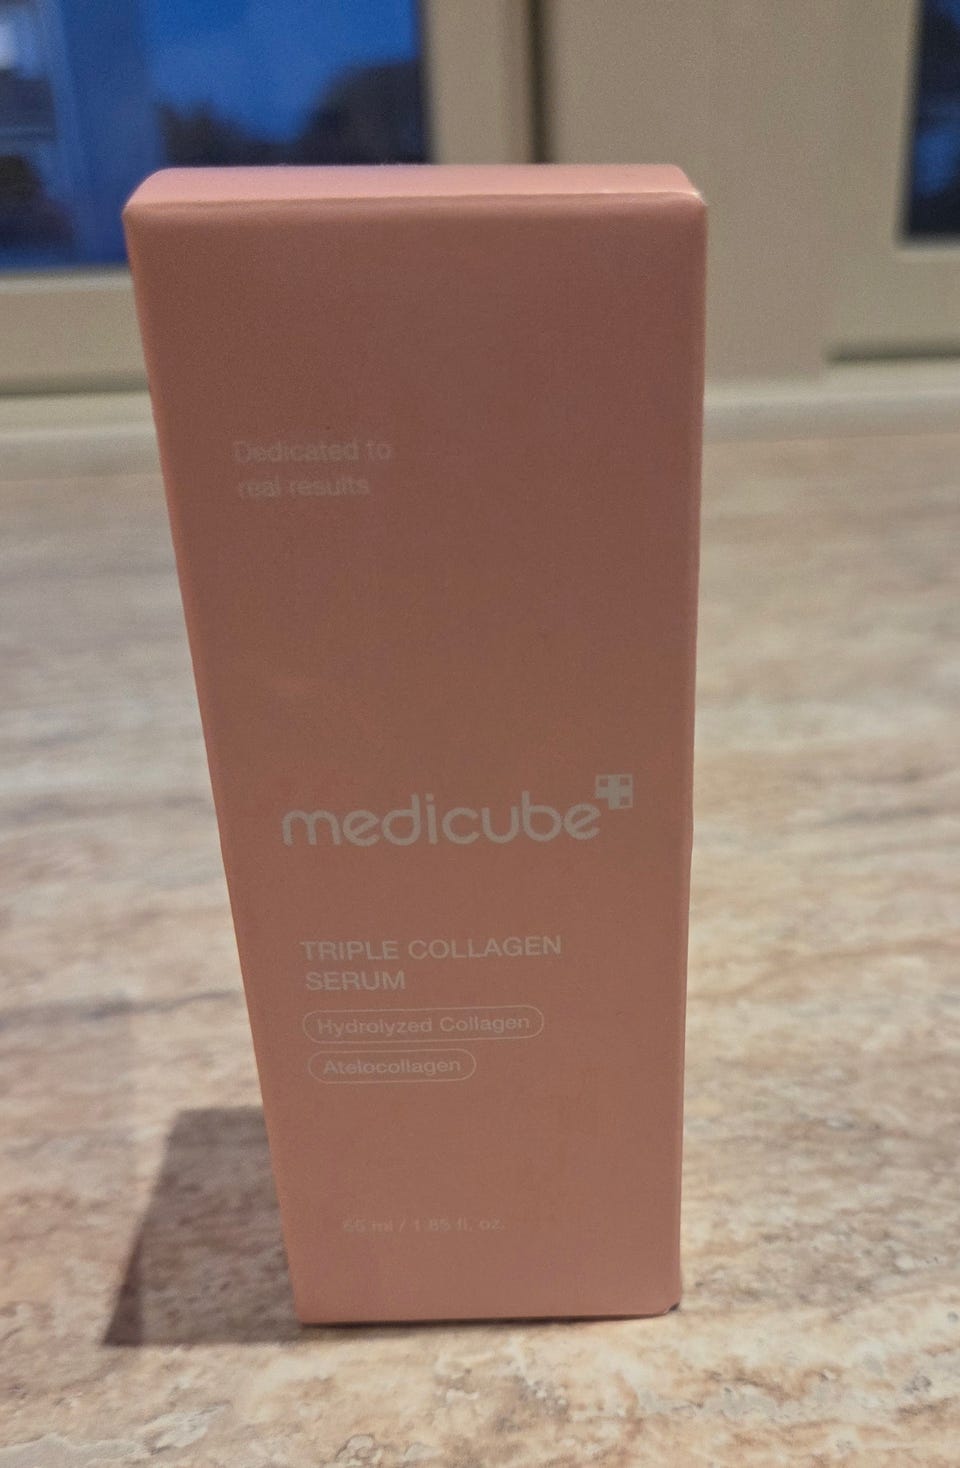 Dedicated to
real results
medicube
TRIPLE COLLAGEN
SERUM
Hydrolyzed Collagen
Atelocollagen
55 ml / 1.85 fl. oz.